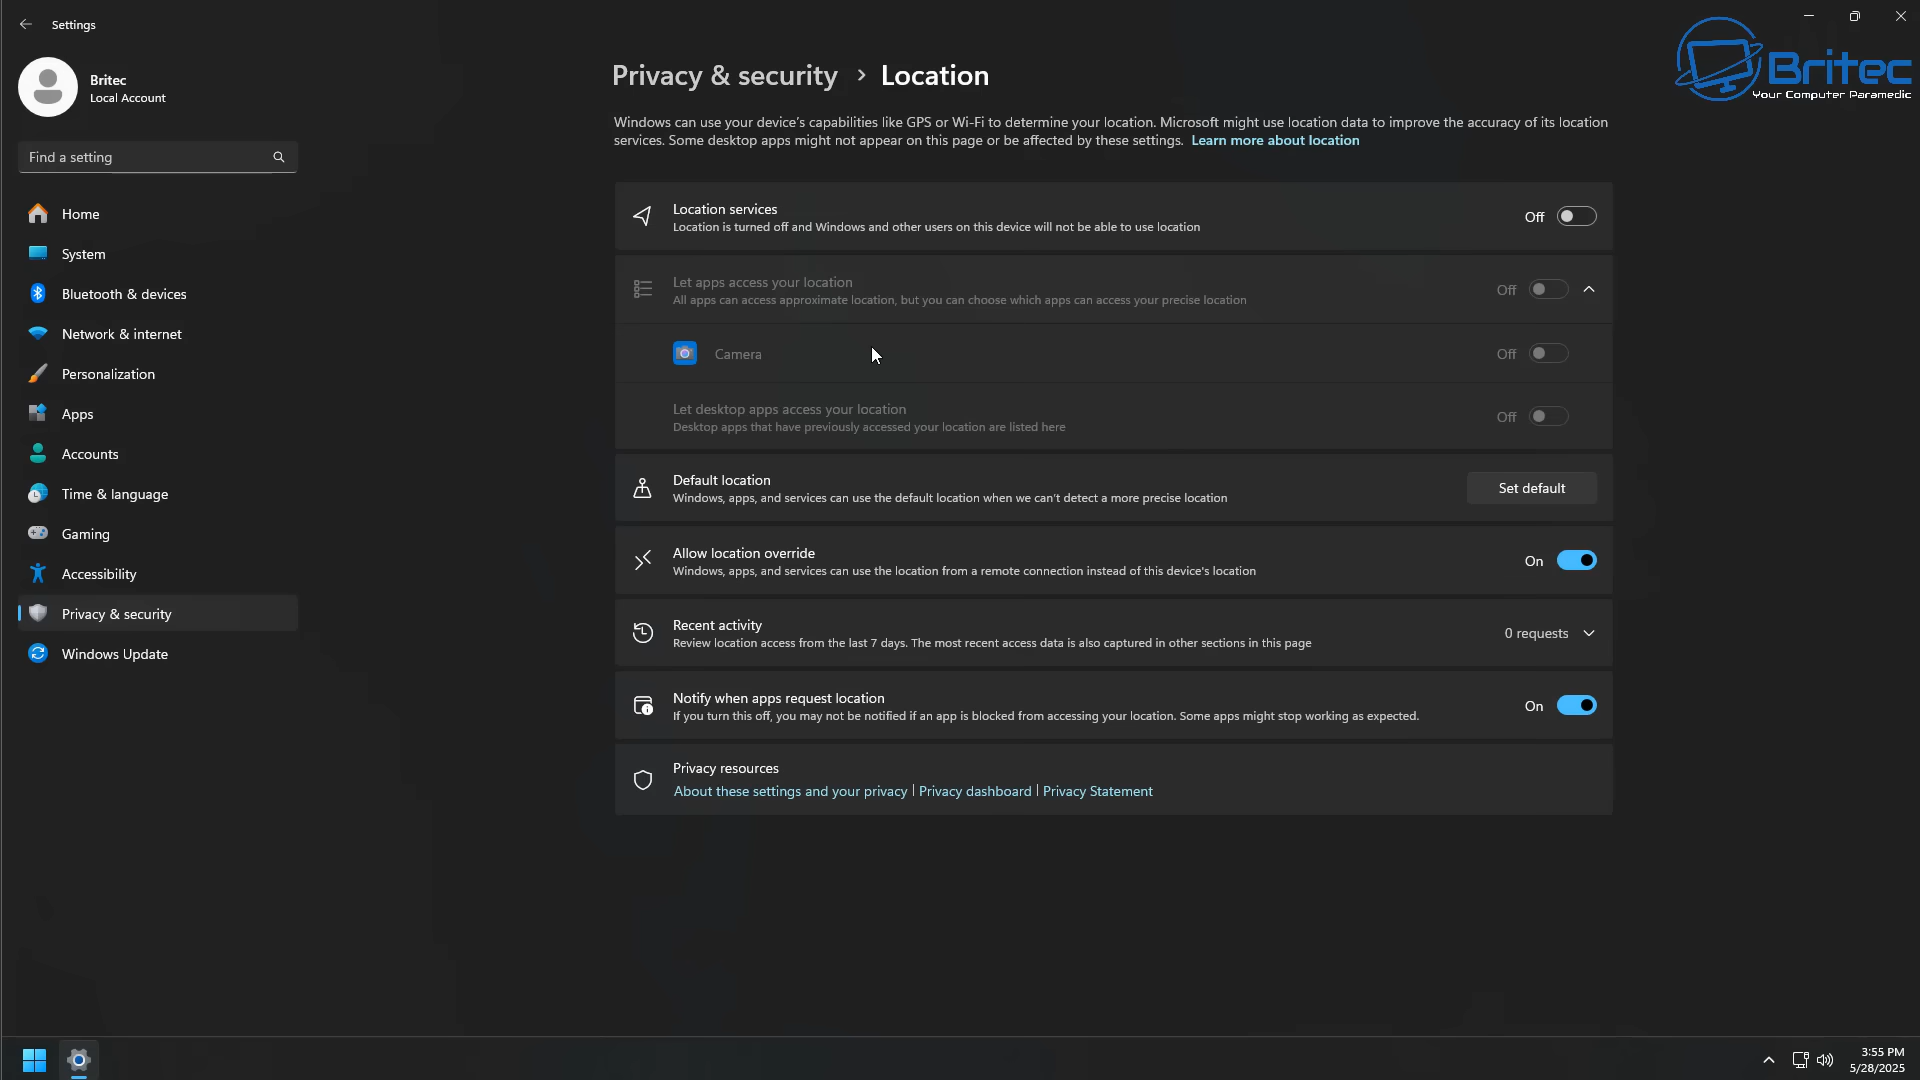 Settings
Britec
Local Account
Find a setting
Home
System
Bluetooth & devices
Network & internet
Personalization
Apps
Accounts
Time & language
Gaming
Accessibility
Privacy & security
Windows Update
Privacy & security > Location
Windows can use your device's capabilities like GPS or Wi-Fi to determine your location. Microsoft might use location data to improve the accuracy of its location
services. Some desktop apps might not appear on this page or be affected by these settings. Learn more about location
Location services
Location is turned off and Windows and other users on this device will not be able to use location
Off
Let apps access your location
All apps can access approximate location, but you can choose which apps can access your precise location
Off
Camera
Off
Let desktop apps access your location
Desktop apps that have previously accessed your location are listed here
Off
Default location
Windows, apps, and services can use the default location when we can't detect a more precise location
Set default
Allow location override
Windows, apps, and services can use the location from a remote connection instead of this device's location
On
Recent activity
Review location access from the last 7 days. The most recent access data is also captured in other sections in this page
0 requests
Notify when apps request location
If you turn this off, you may not be notified if an app is blocked from accessing your location. Some apps might stop working as expected.
On
Privacy resources
About these settings and your privacy | Privacy dashboard | Privacy Statement
Britec
Your Computer Paramedic
3:55 PM
5/28/2025